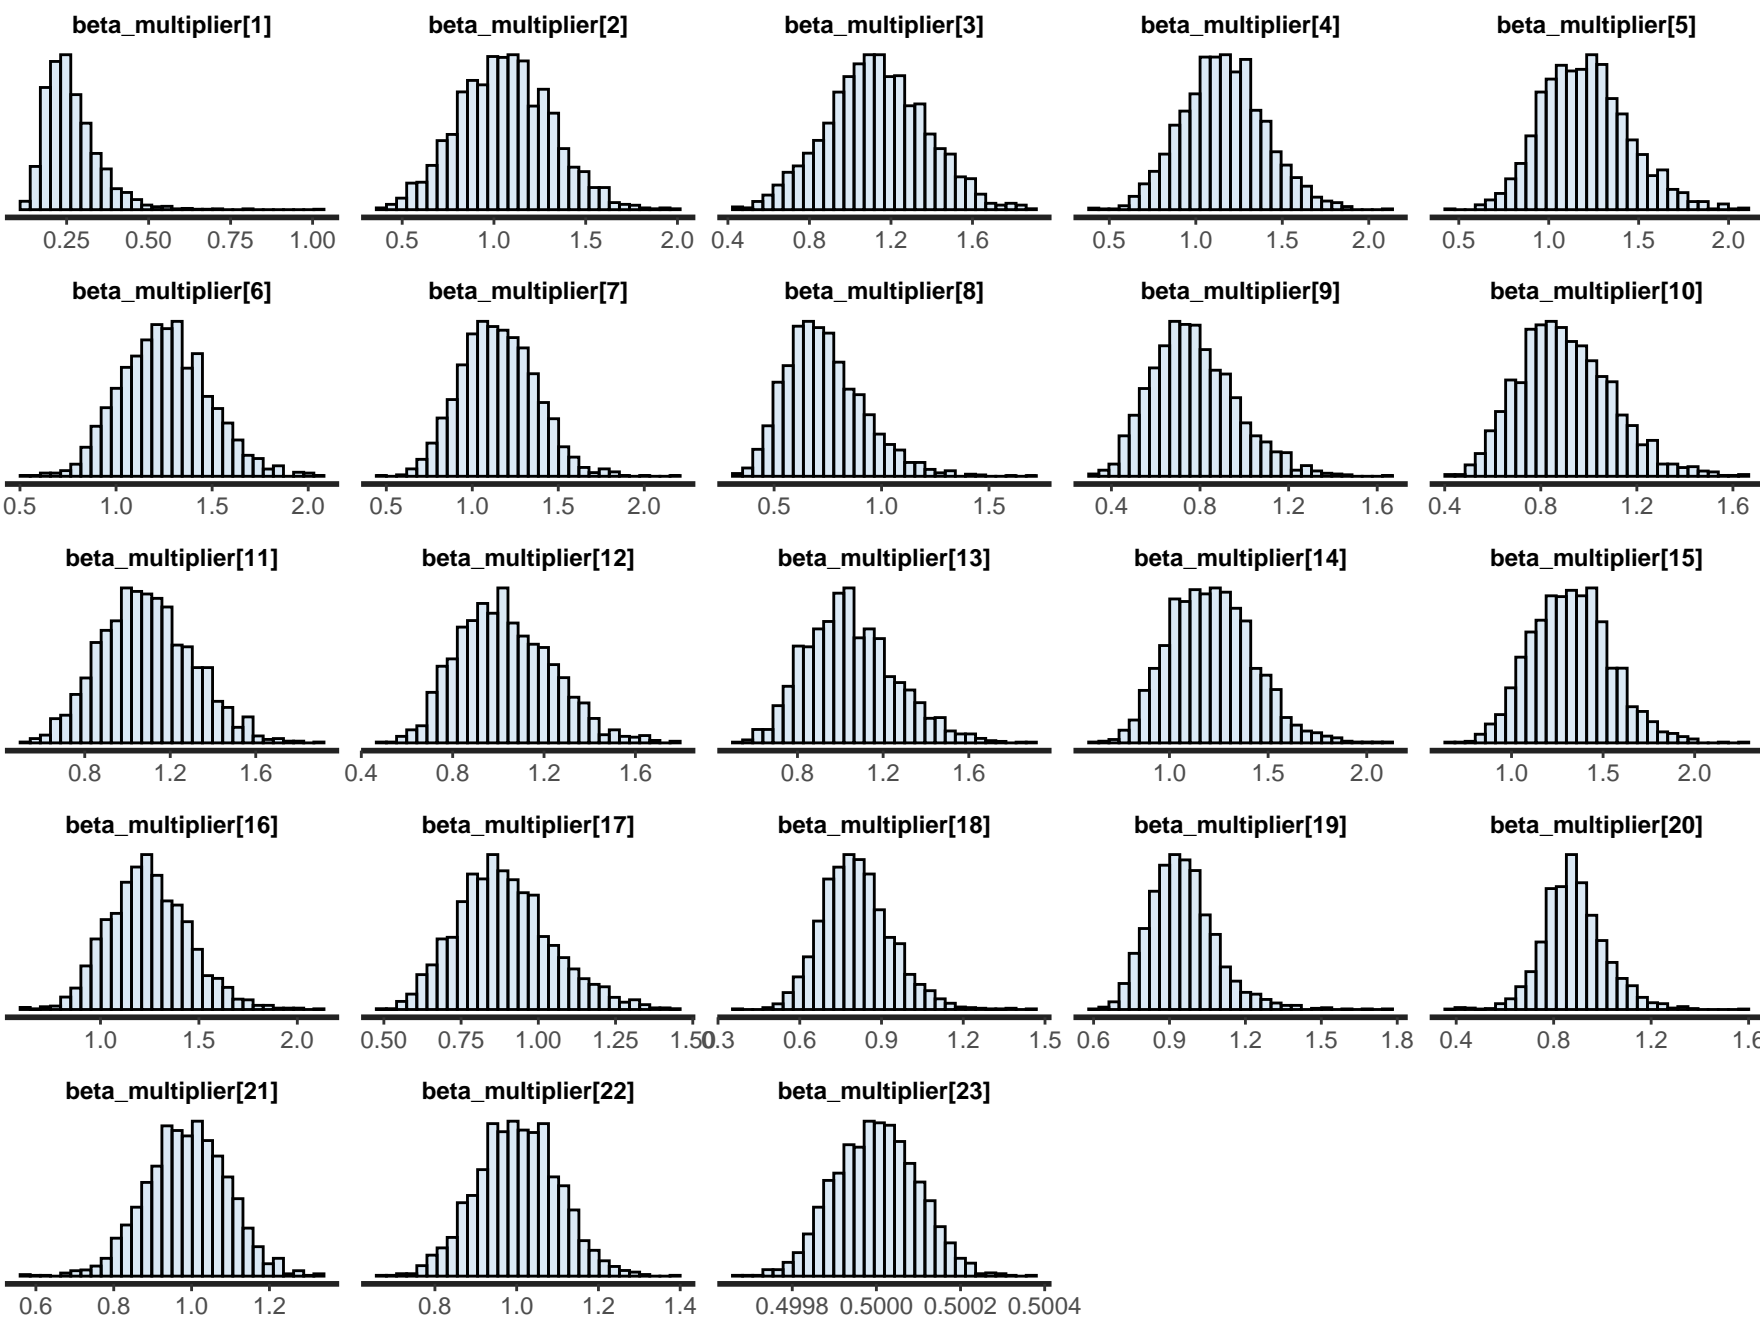 beta_multiplier[1] beta_multiplier[2] beta_multiplier[3] beta_multiplier[4] beta_multiplier[5]
0.25 0.50 0.75 1.00 0.5 1.0 1.5 2.0 0.4 0.8 1.2 1.6 0.5 1.0 1.5 2.0 0.5 1.0 1.5 2.0
beta_multiplier[6] beta_multiplier[7] beta_multiplier[8] beta_multiplier[9] beta_multiplier[10]
0.5 1.0 1.5 2.0 0.5 1.0 1.5 2.0 0.5 1.0 1.5 0.4 0.8 1.2 1.6 0.4 0.8 1.2 1.6
beta_multiplier[11] beta_multiplier[12] beta_multiplier[13] beta_multiplier[14] beta_multiplier[15]
0.8 1.2 1.6 0.4 0.8 1.2 1.6 0.8 1.2 1.6 1.0 1.5 2.0 1.0 1.5 2.0
beta_multiplier[16] beta_multiplier[17] beta_multiplier[18] beta_multiplier[19] beta_multiplier[20]
1.0 1.5 2.0 0.50 0.75 1.00 1.25 1.50 0.3 0.6 0.9 1.2 1.5 0.6 0.9 1.2 1.5 1.8 0.4 0.8 1.2 1.6
beta_multiplier[21] beta_multiplier[22] beta_multiplier[23]
0.6 0.8 1.0 1.2 0.8 1.0 1.2 1.4 0.4998 0.5000 0.5002 0.5004